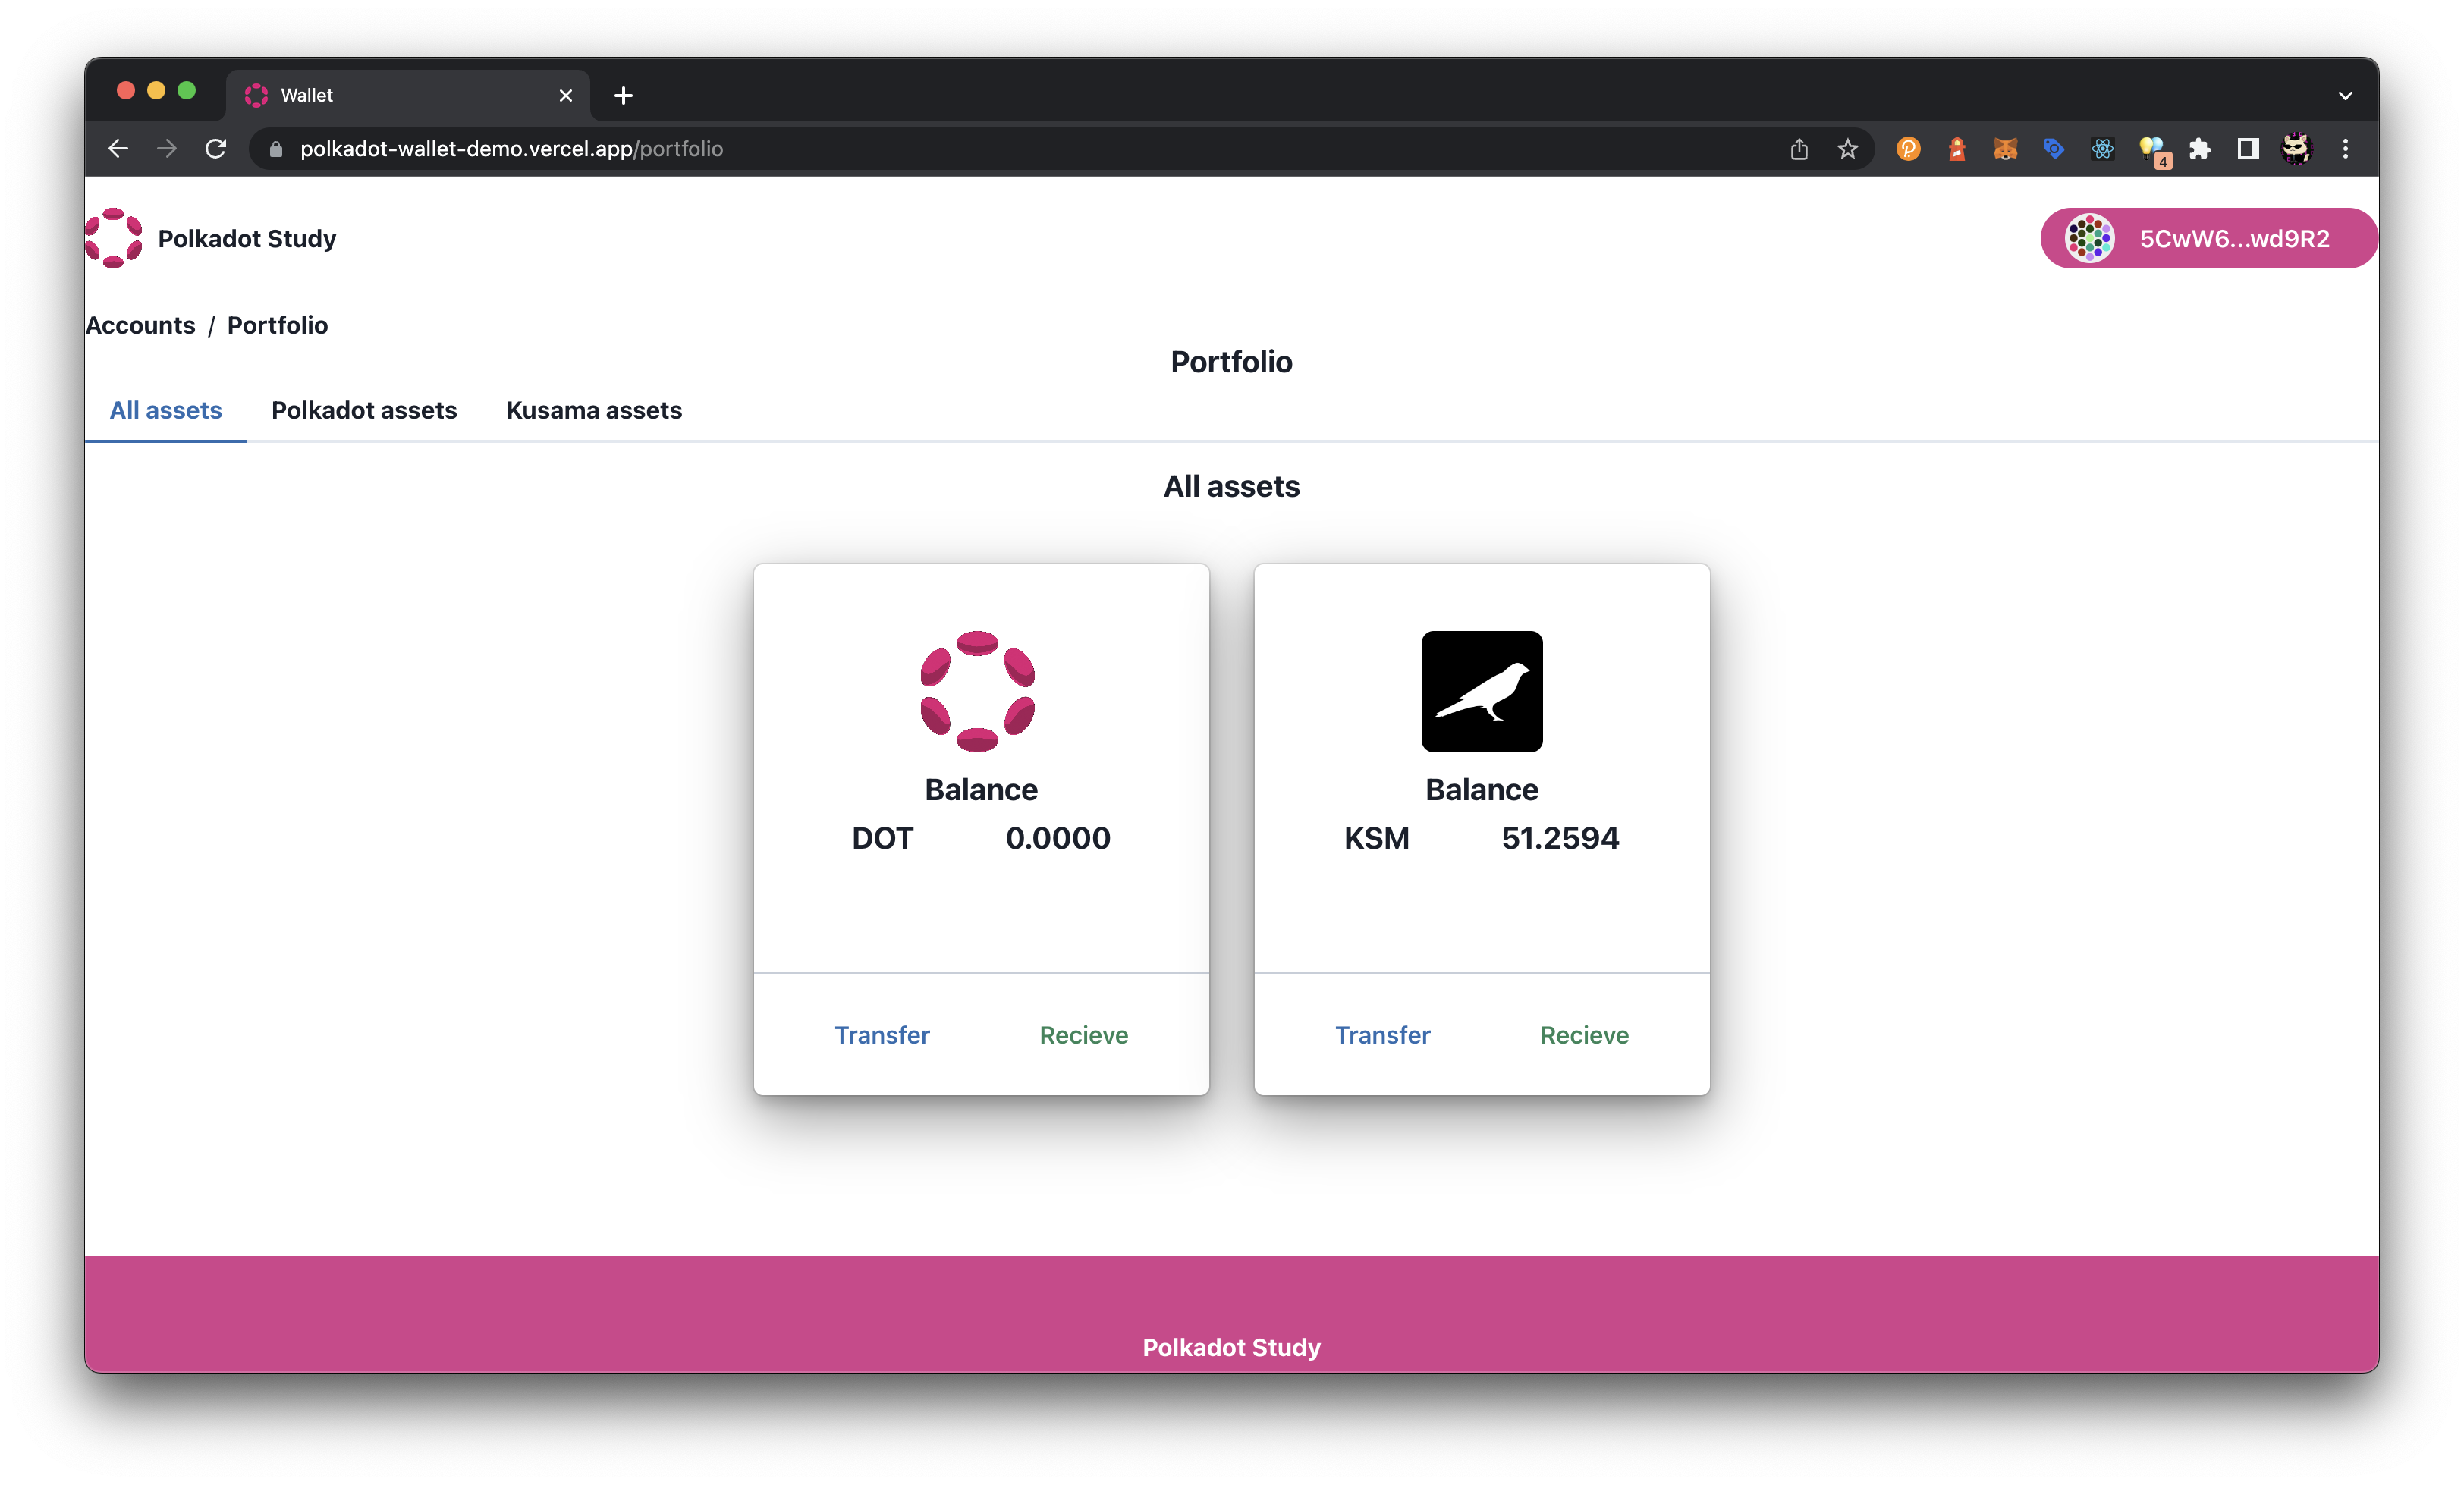 Wallet
polkadot-wallet-demo.vercel.app/portfolio
4
Polkadot Study
5CwW6...wd9R2
Accounts / Portfolio
Portfolio
All assets
Polkadot assets
Kusama assets
All assets
Balance
DOT 0.0000
Transfer
Recieve
Balance
KSM 51.2594
Transfer
Recieve
Polkadot Study